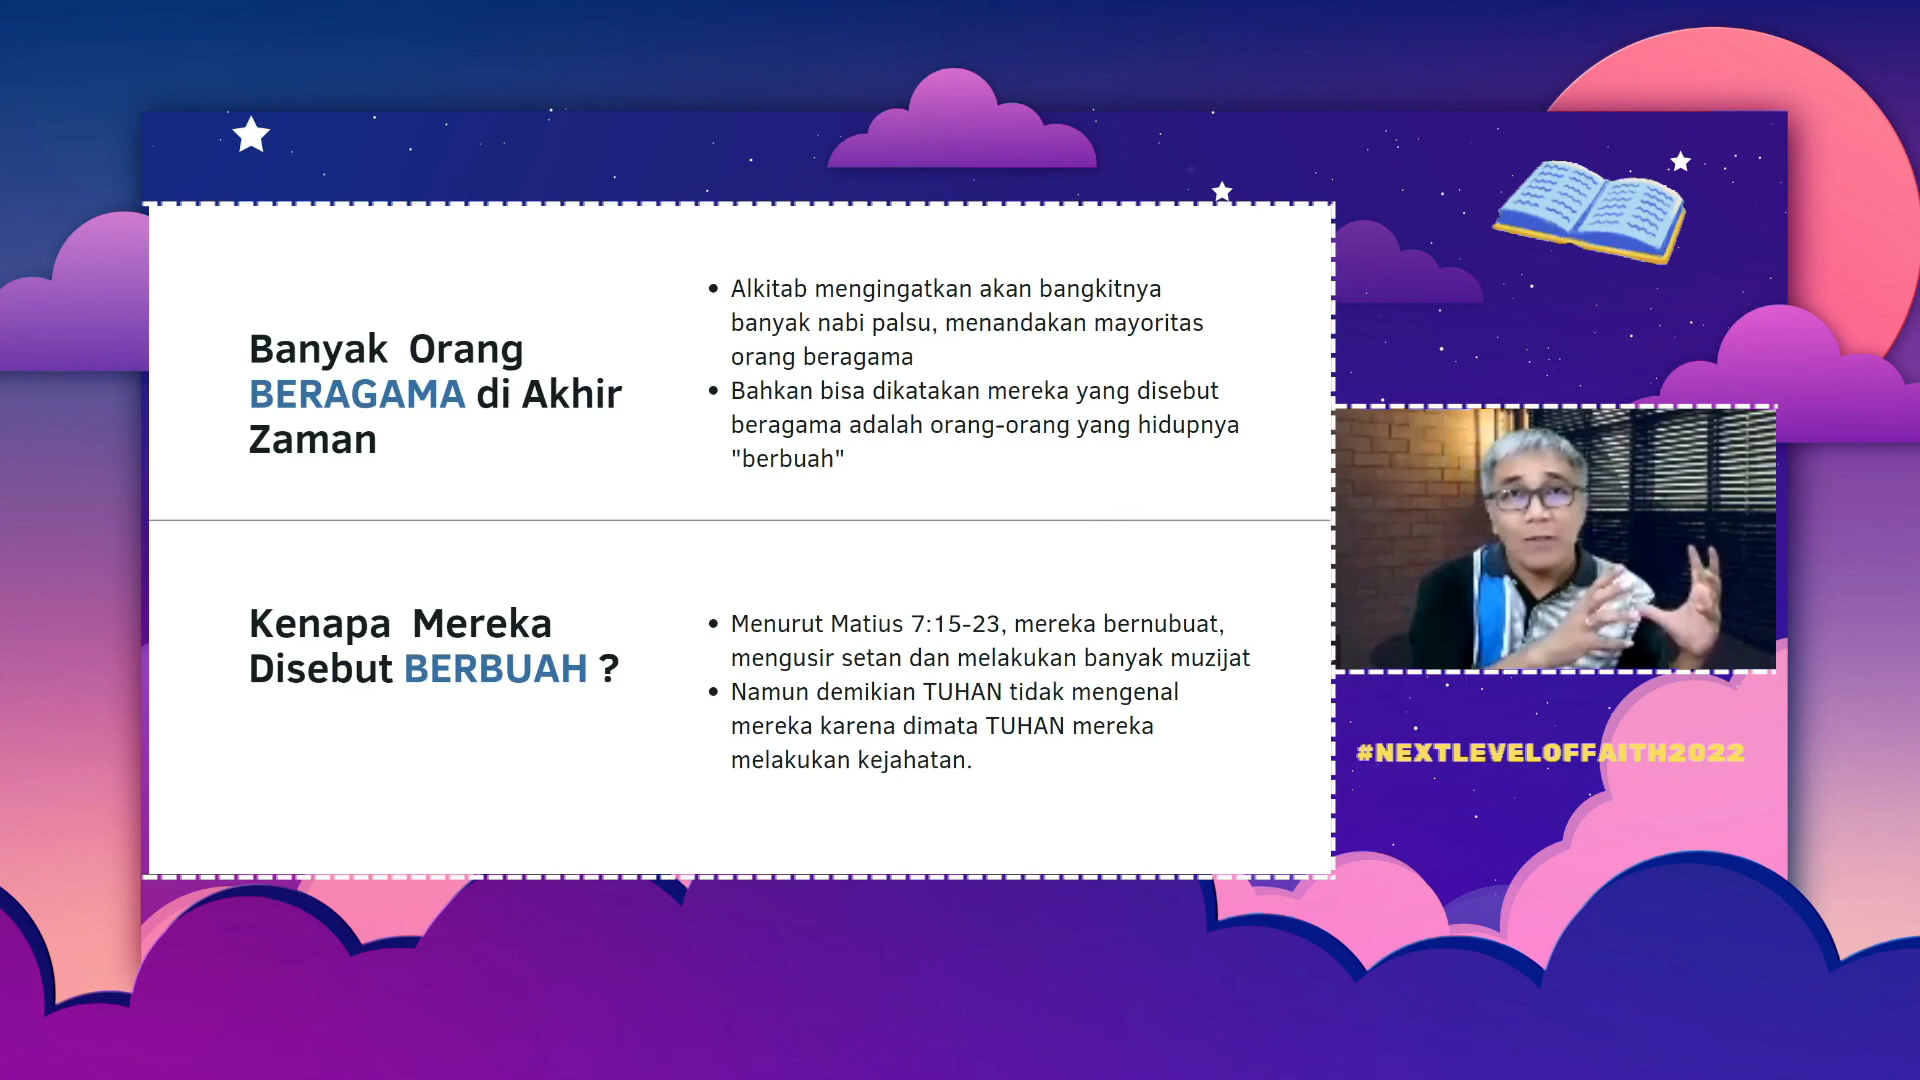 Banyak Orang
BERAGAMA di Akhir
Zaman
• Alkitab mengingatkan akan bangkitnya
banyak nabi palsu, menandakan mayoritas
orang beragama
• Bahkan bisa dikatakan mereka yang disebut
beragama adalah orang-orang yang hidupnya
"berbuah"
Kenapa Mereka
Disebut BERBUAH ?
• Menurut Matius 7:15-23, mereka bernubuat,
mengusir setan dan melakukan banyak muzijat
• Namun demikian TUHAN tidak mengenal
mereka karena dimata TUHAN mereka
melakukan kejahatan.
#NEXTLEVELOFFAITH2022